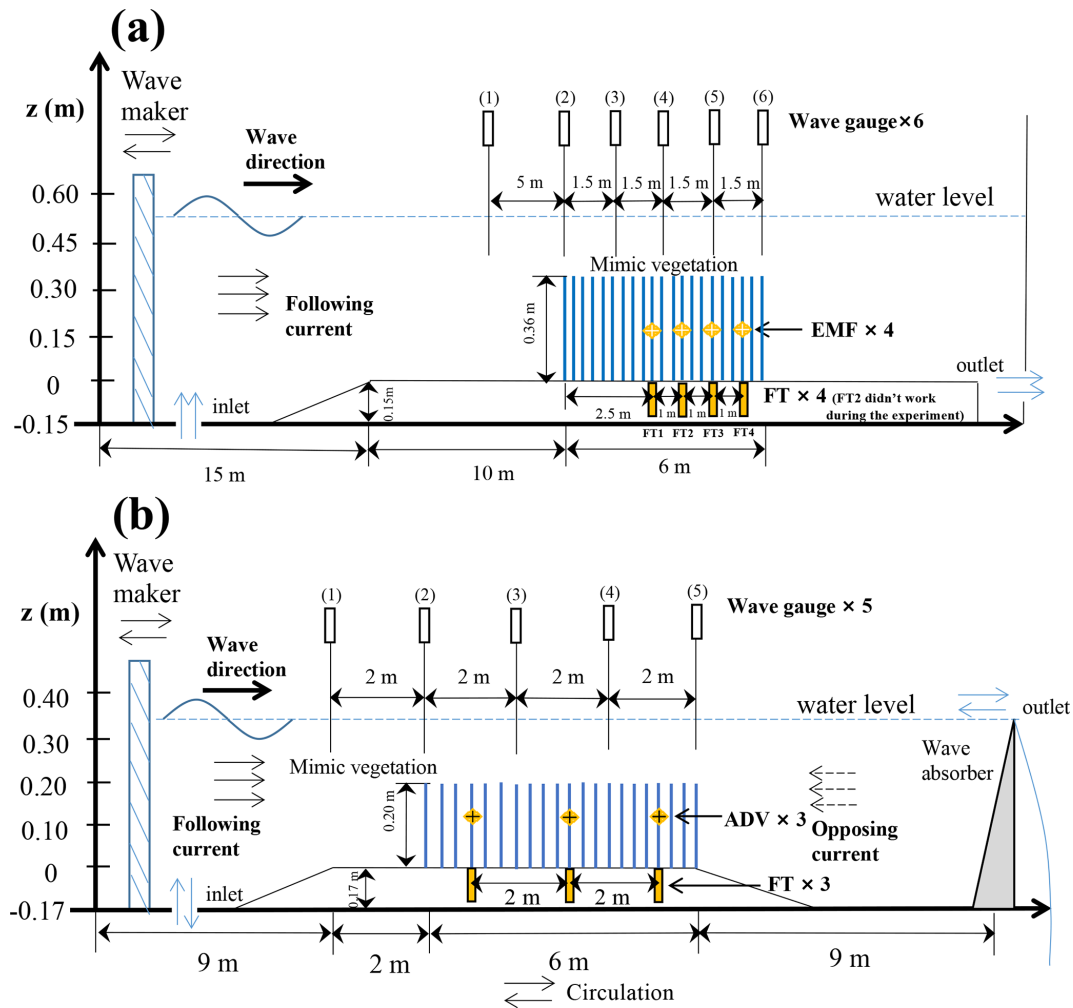 (a)
z (m)
Wave
maker
Wave
direction
(1)
(2)
(3)
(4)
(5)
(6)
Wave gauge×6
5 m
1.5 m
1.5 m
1.5 m
1.5 m
0.60
water level
0.45
Mimic vegetation
0.30
Following
current
0.36 m
0.15
EMF × 4
outlet
0
inlet
0.15m
2.5 m
1 m
1 m
1 m
FT × 4 (FT2 didn't work
during the experiment)
-0.15
FT1
FT2
FT3
FT4
15 m
10 m
6 m
(b)
z (m)
Wave
maker
Wave
direction
(1)
(2)
(3)
(4)
(5)
Wave gauge × 5
2 m
2 m
2 m
2 m
0.40
water level
outlet
0.30
Mimic vegetation
Wave
absorber
0.20
0.20 m
0.10
Following
current
ADV × 3
Opposing
current
0
inlet
0.17 m
2 m
2 m
FT × 3
-0.17
9 m
2 m
6 m
9 m
Circulation